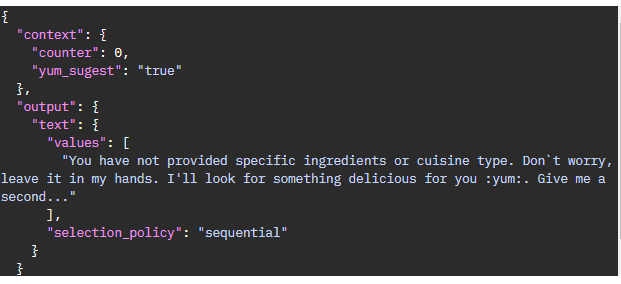 {
  "context": {
    "counter": 0,
    "yum_sugest": "true"
  },
  "output": {
    "text": {
      "values": [
        "You have not provided specific ingredients or cuisine type. Don`t worry,
leave it in my hands. I'll look for something delicious for you :yum:. Give me a
second..."
      ],
      "selection_policy": "sequential"
    }
  }